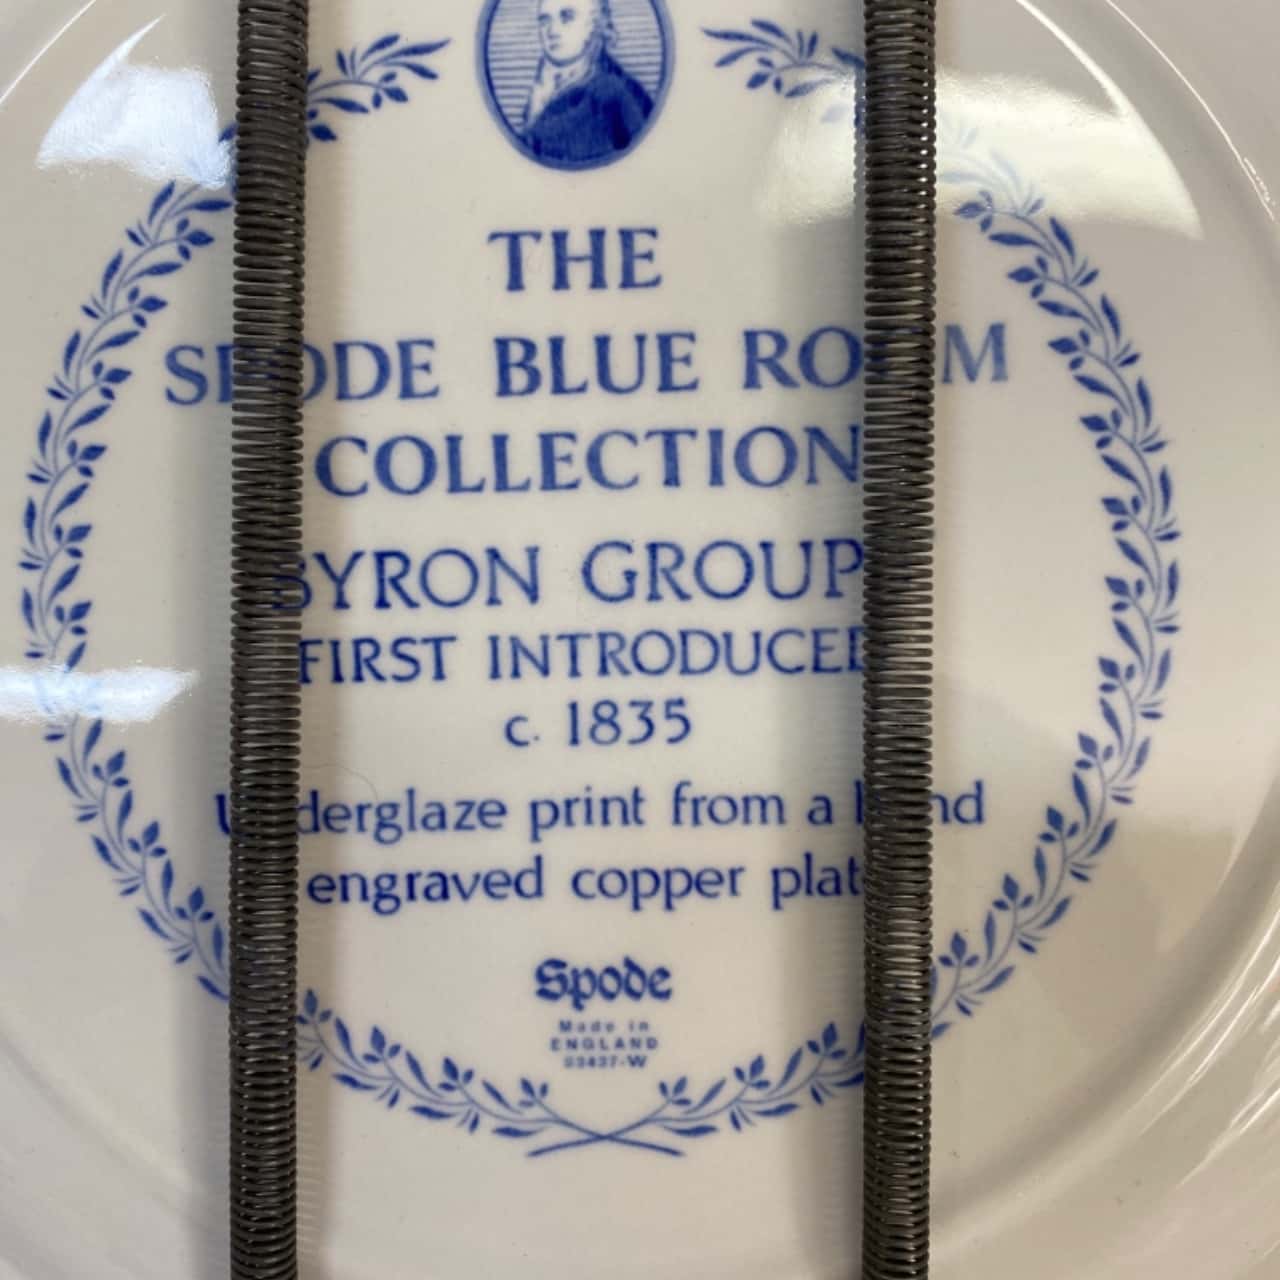 THE
SPODE BLUE ROOM
COLLECTION
BYRON GROUP
FIRST INTRODUCED
c. 1835
Underglaze print from a hand
engraved copper plate
Spode
Made in
ENGLAND